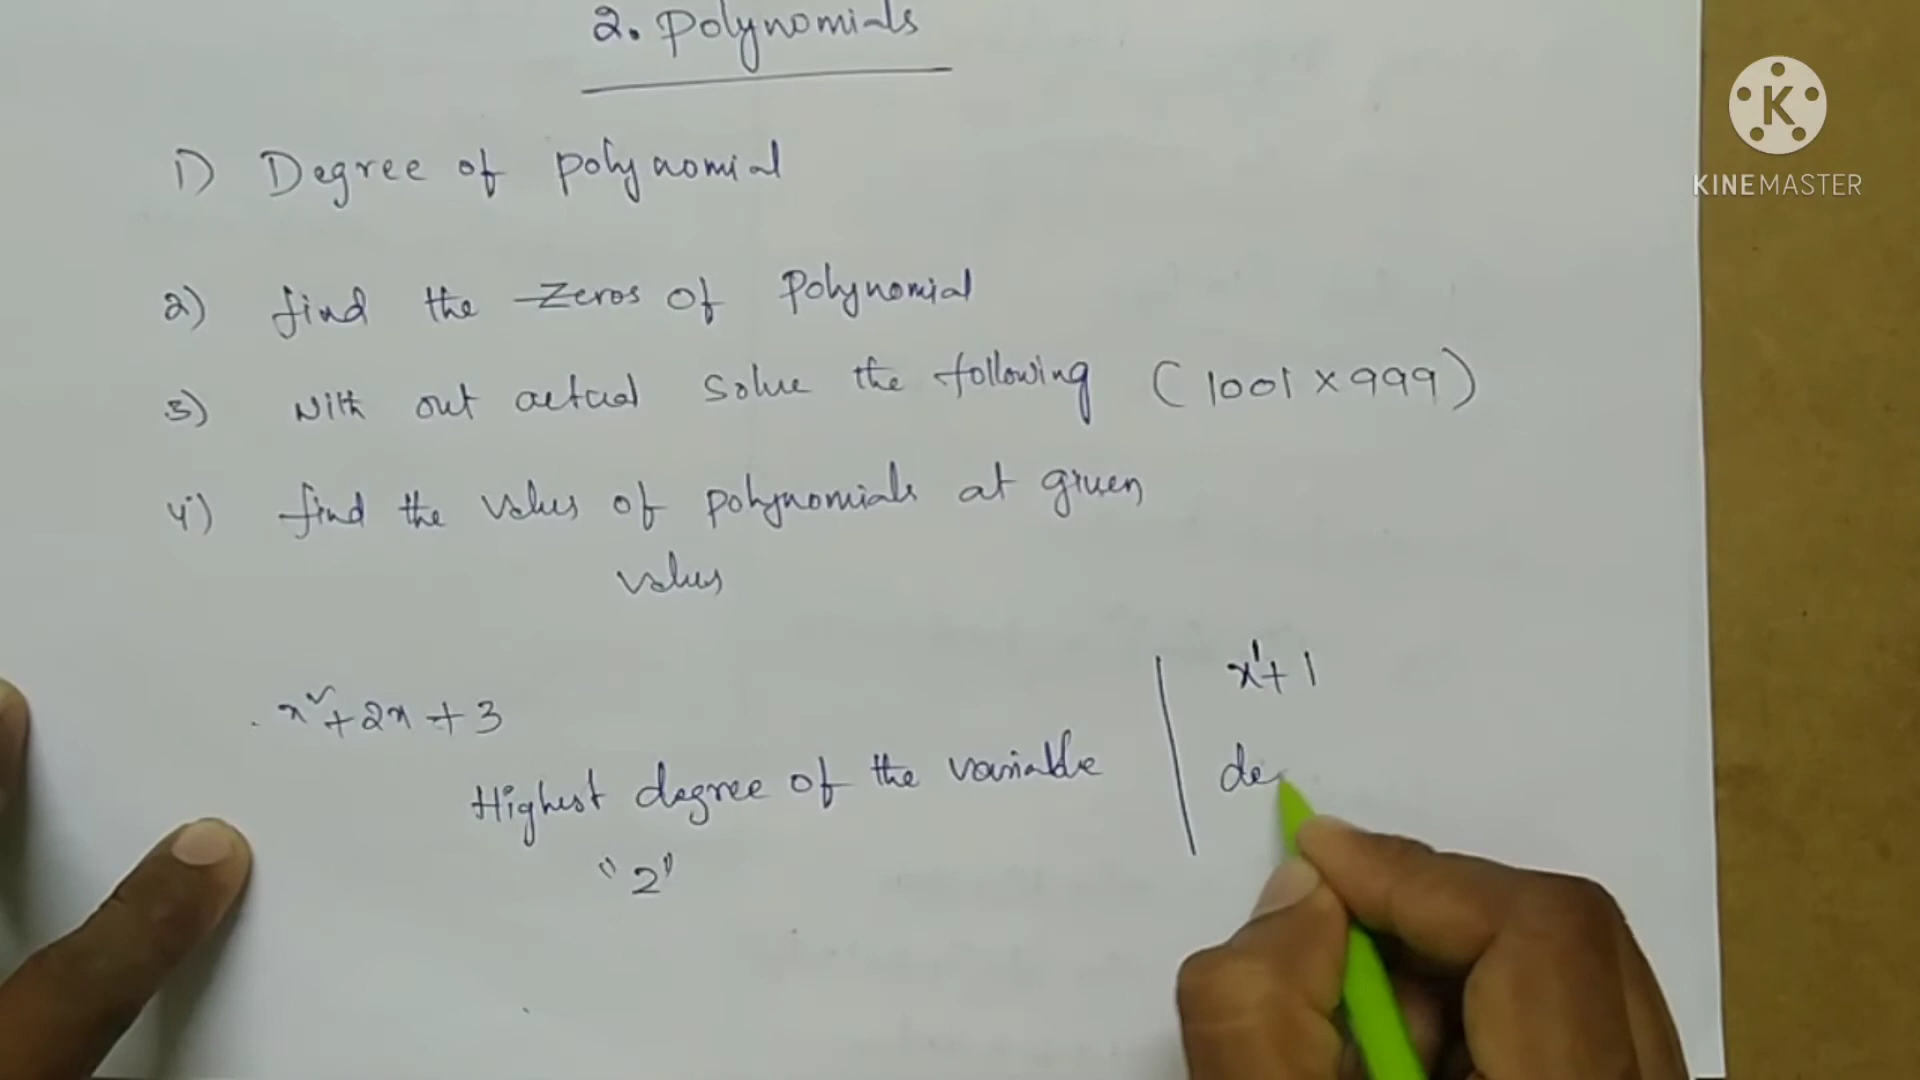 2. Polynomials
K
KINEMASTER
1) Degree of polynomial
2) find the zeros of polynomial
3) with out actual solve the following (1001 × 999)
4) find the values of polynomials at given
values
x² + 2x + 3
x¹ + 1
Highest degree of the variable
de
"2"